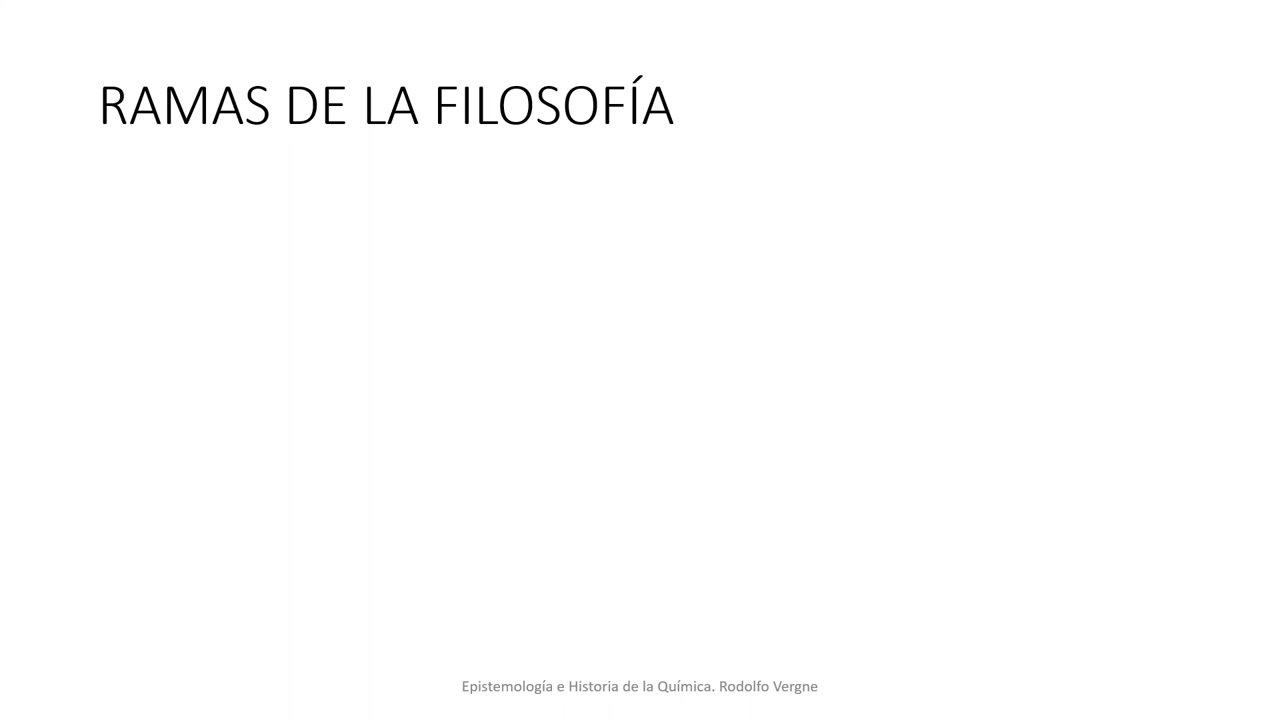 RAMAS DE LA FILOSOFÍA
Epistemología e Historia de la Química. Rodolfo Vergne